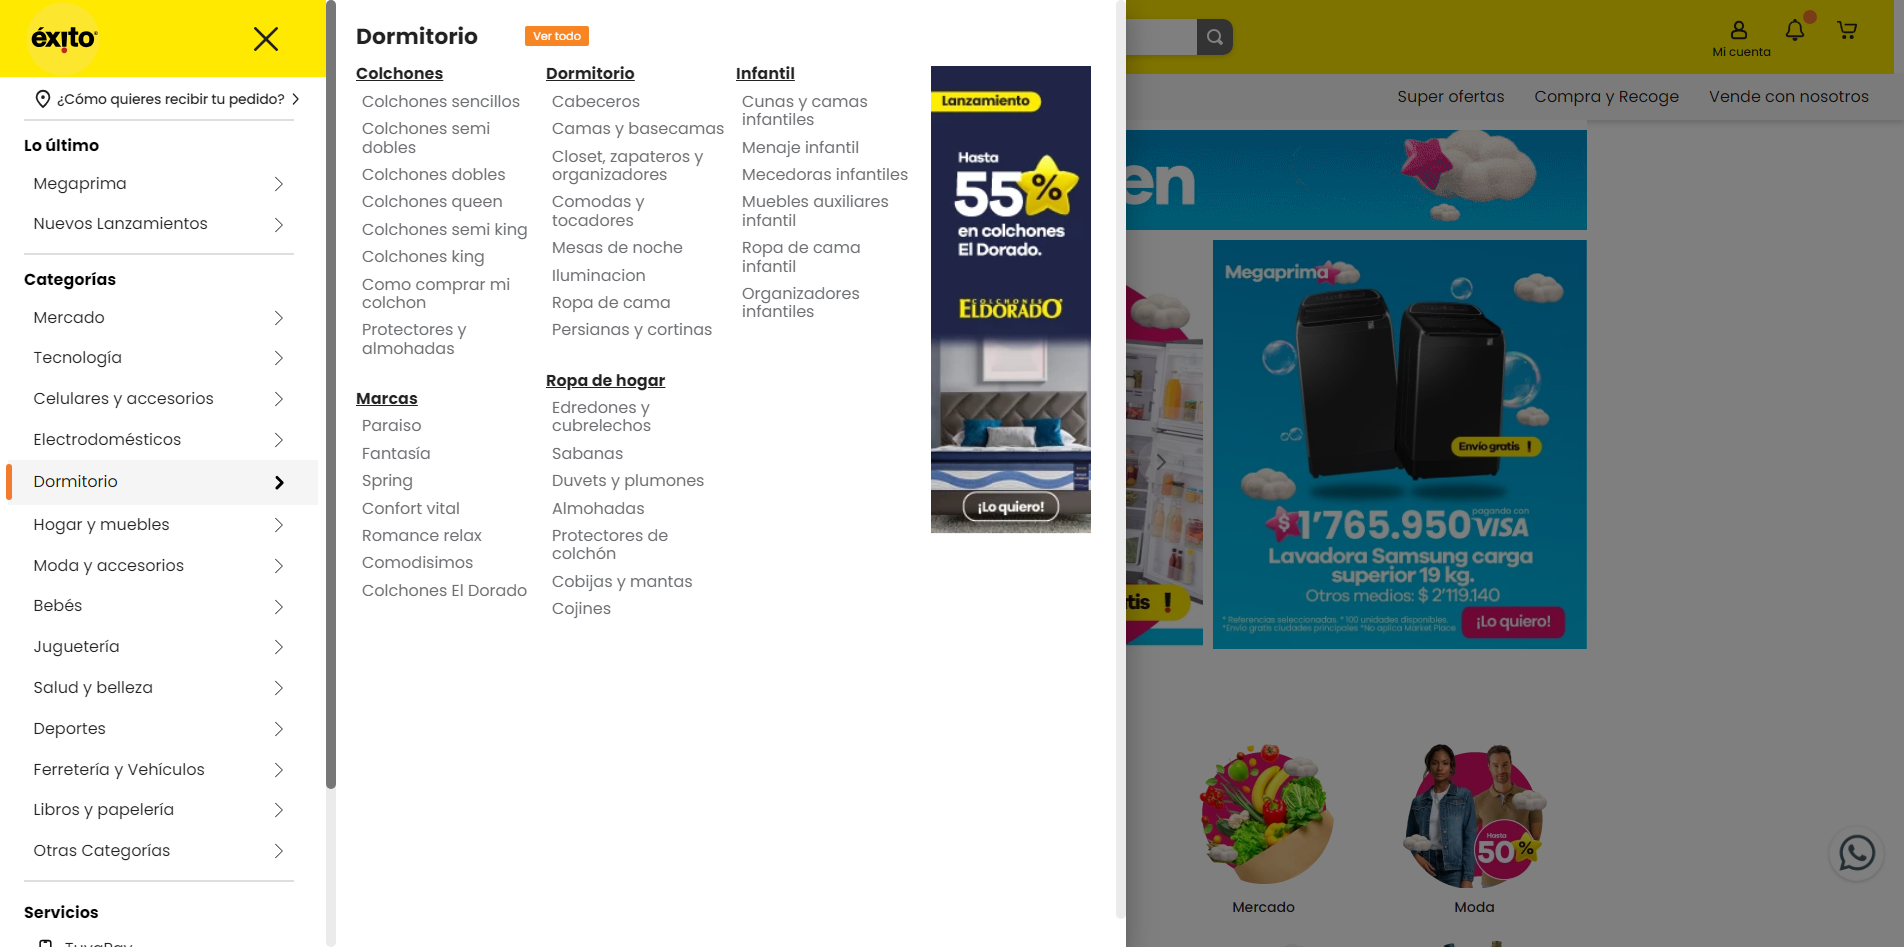 éxito
¿Cómo quieres recibir tu pedido?
Lo último
Megaprima
Nuevos Lanzamientos
Categorías
Mercado
Tecnología
Celulares y accesorios
Electrodomésticos
Dormitorio
Hogar y muebles
Moda y accesorios
Bebés
Juguetería
Salud y belleza
Deportes
Ferretería y Vehículos
Libros y papelería
Otras Categorías
Servicios
TuyaPay
Dormitorio
Ver todo
Colchones
Colchones sencillos
Colchones semi
dobles
Colchones dobles
Colchones queen
Colchones semi king
Colchones king
Como comprar mi
colchon
Protectores y
almohadas
Marcas
Paraiso
Fantasía
Spring
Confort vital
Romance relax
Comodisimos
Colchones El Dorado
Dormitorio
Cabeceros
Camas y basecamas
Closet, zapateros y
organizadores
Comodas y
tocadores
Mesas de noche
Iluminacion
Ropa de cama
Persianas y cortinas
Ropa de hogar
Edredones y
cubrelechos
Sabanas
Duvets y plumones
Almohadas
Protectores de
colchón
Cobijas y mantas
Cojines
Infantil
Cunas y camas
infantiles
Menaje infantil
Mecedoras infantiles
Muebles auxiliares
infantil
Ropa de cama
infantil
Organizadores
infantiles
Lanzamiento
Hasta
55%
en colchones
El Dorado.
COLCHONES
ELDORADO
¡Lo quiero!
Mi cuenta
Super ofertas
Compra y Recoge
Vende con nosotros
en
tis !
Megaprima
Envío gratis !
$1'765.950
pagando con
VISA
Lavadora Samsung carga
superior 19 kg.
Otros medios: $ 2'119.140
* Referencias seleccionadas. * 100 unidades disponibles.
*Envío gratis ciudades principales *No aplica Market Place
¡Lo quiero!
Hasta
50%
Mercado
Moda